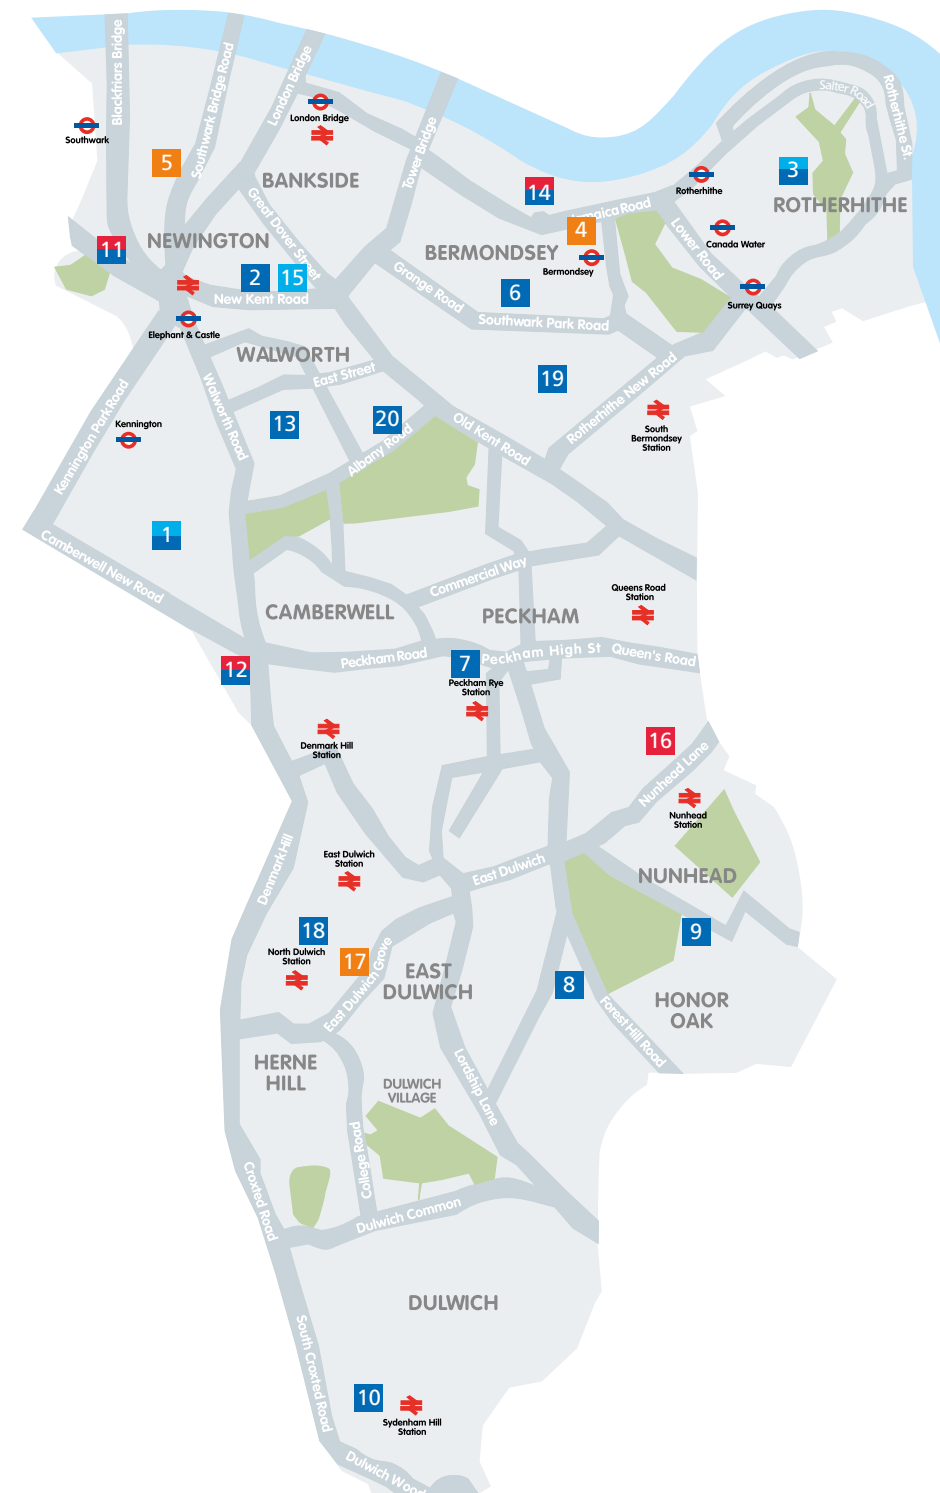 Blackfriars Bridge
Southwark Bridge Road
London Bridge
Tower Bridge
London Bridge
Southwark
5
BANKSIDE
Great Dover Street
14
Jamaica Road
Salter Road
Rotherhithe St.
3
Rotherhithe
ROTHERHITHE
11
NEWINGTON
2
15
New Kent Road
BERMONDSEY
4
Bermondsey
Canada Water
Lower Road
Surrey Quays
Grange Road
6
Southwark Park Road
Elephant & Castle
WALWORTH
East Street
Walworth Road
Kennington Park Road
Kennington
13
20
Albany Road
Old Kent Road
19
Rotherhithe New Road
South
Bermondsey
Station
1
Camberwell New Road
Commercial Way
CAMBERWELL
PECKHAM
Queens Road
Station
12
Peckham Road
7
Peckham High St
Queen's Road
Peckham Rye
Station
Denmark Hill
Station
16
Nunhead Lane
Nunhead
Station
Denmark Hill
East Dulwich
Station
East Dulwich
NUNHEAD
18
North Dulwich
Station
17
East Dulwich Grove
EAST
DULWICH
9
8
HONOR
OAK
Forest Hill Road
HERNE
HILL
DULWICH
VILLAGE
Lordship Lane
College Road
Croxted Road
Dulwich Common
DULWICH
South Croxted Road
10
Sydenham Hill
Station